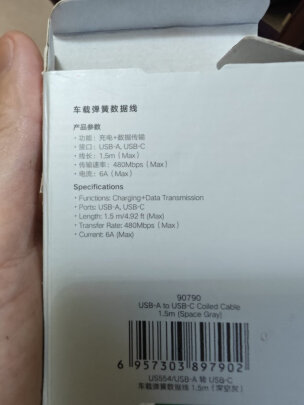 车载弹簧数据线
产品参数
· 功能：充电+数据传输
· 接口：USB-A, USB-C
· 线长：1.5m（Max）
· 传输速率：480Mbps（Max）
· 电流：6A（Max）
Specifications
· Functions: Charging+Data Transmission
· Ports: USB-A, USB-C
· Length: 1.5 m/4.92 ft (Max)
· Transfer Rate: 480Mbps (Max)
· Current: 6A (Max)
90790
USB-A to USB-C Coiled Cable
1.5m (Space Gray)
6 957303 897902
US554/USB-A 转 USB-C
车载弹簧数据线 1.5m（深空灰）